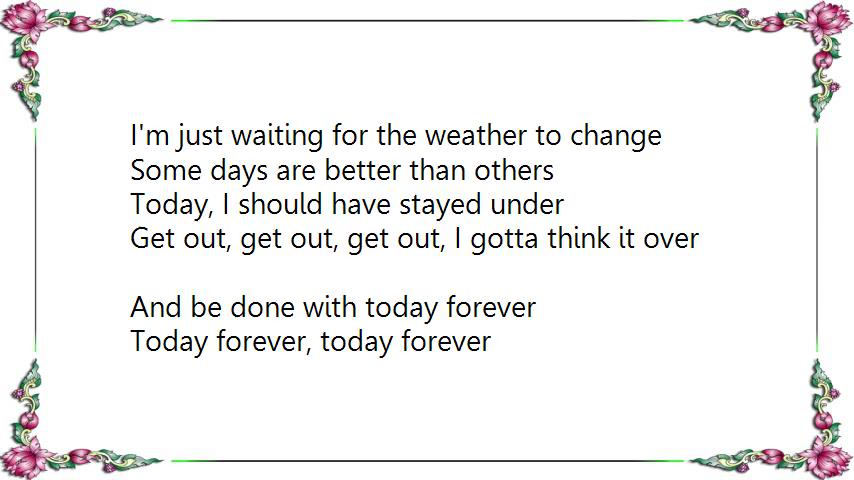 I'm just waiting for the weather to change
Some days are better than others
Today, I should have stayed under
Get out, get out, get out, I gotta think it over
And be done with today forever
Today forever, today forever